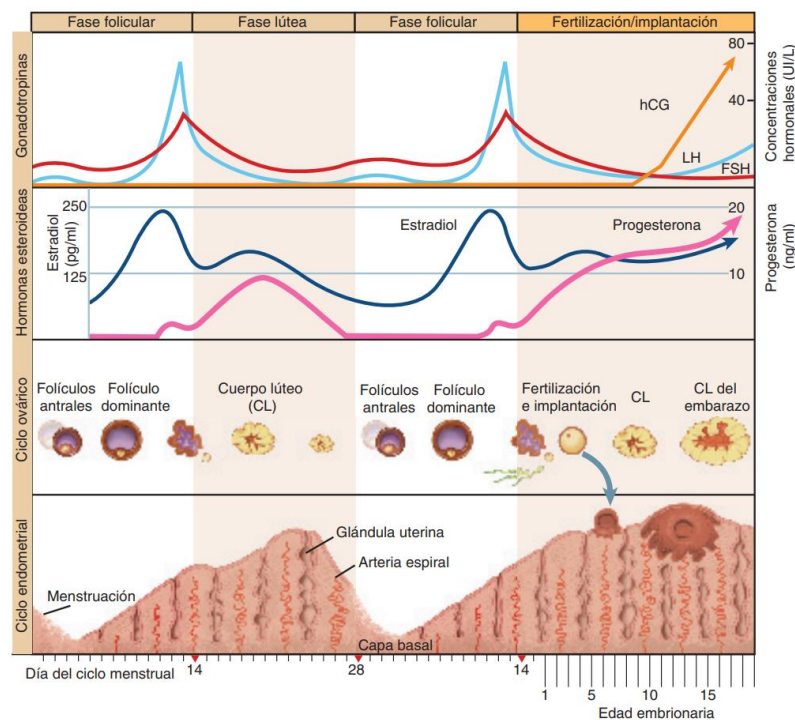 Fase folicular
Fase lútea
Fase folicular
Fertilización/implantación
Gonadotropinas
hCG
LH
FSH
80
40
Concentraciones
hormonales (UI/L)
Hormonas esteroideas
Estradiol
(pg/ml)
250
125
Estradiol
Progesterona
20
10
Progesterona
(ng/ml)
Ciclo ovárico
Folículos
antrales
Folículo
dominante
Cuerpo lúteo
(CL)
Folículos
antrales
Folículo
dominante
Fertilización
e implantación
CL
CL del
embarazo
Ciclo endometrial
Menstruación
Glándula uterina
Arteria espiral
Capa basal
Día del ciclo menstrual
14
28
14
1
5
10
15
Edad embrionaria